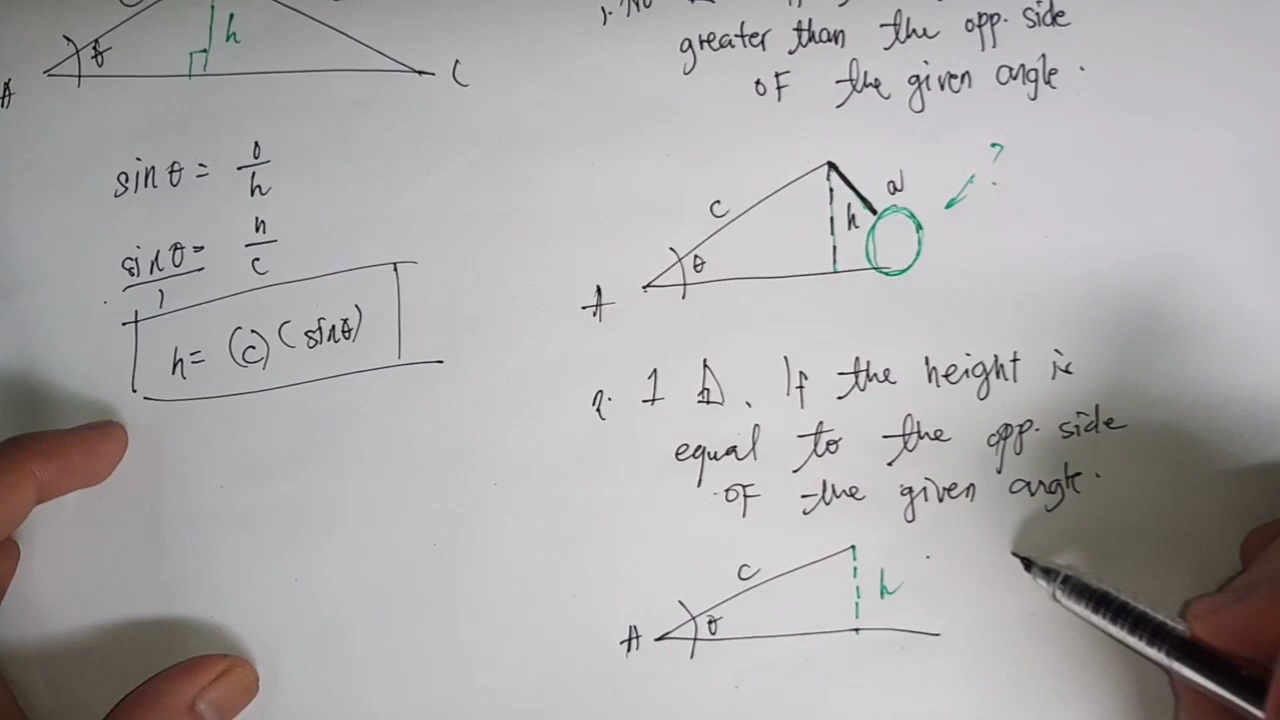 h
θ
A
C
sin θ = o/h
sin θ/1 = h/c
h = (c)(sin θ)
1. No
greater than the opp. side
of the given angle.
c
a
?
h
θ
A
2. 1 Δ. If the height is
equal to the opp. side
of the given angle.
c
h
A
θ